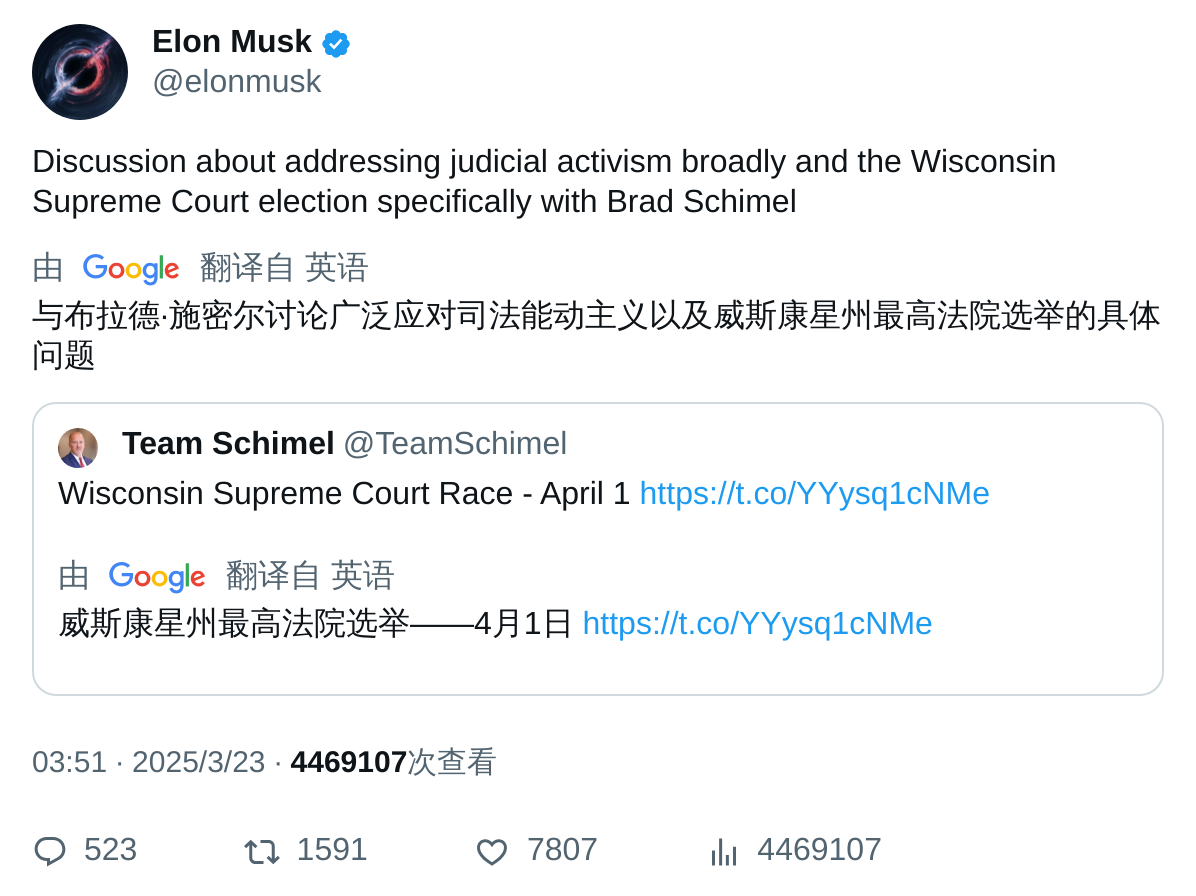 Elon Musk
@elonmusk
Discussion about addressing judicial activism broadly and the Wisconsin
Supreme Court election specifically with Brad Schimel
由 Google 翻译自 英语
与布拉德·施密尔讨论广泛应对司法能动主义以及威斯康星州最高法院选举的具体
问题
Team Schimel @TeamSchimel
Wisconsin Supreme Court Race - April 1 https://t.co/YYysq1cNMe
由 Google 翻译自 英语
威斯康星州最高法院选举——4月1日 https://t.co/YYysq1cNMe
03:51 · 2025/3/23 · 4469107次查看
523 1591 7807 4469107